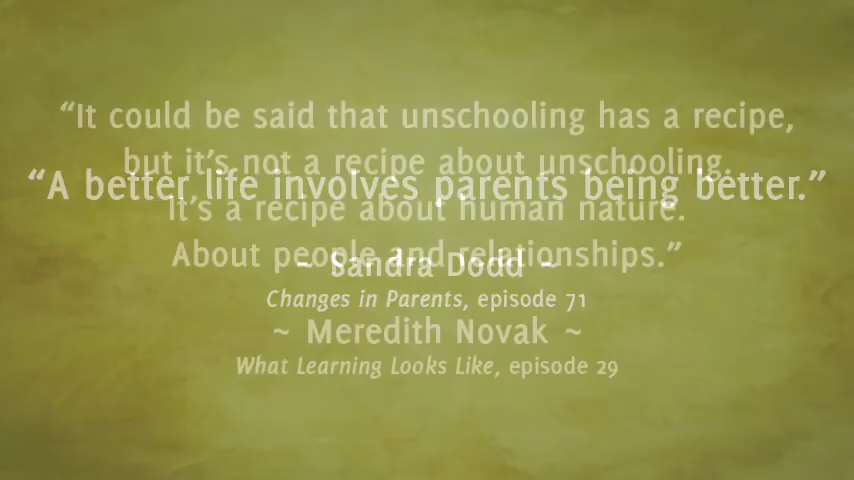 “It could be said that unschooling has a recipe,
but it’s not a recipe about unschooling.
“A better life involves parents being better.”
It’s a recipe about human nature.
About people and relationships.”
~ Sandra Dodd ~
Changes in Parents, episode 71
~ Meredith Novak ~
What Learning Looks Like, episode 29